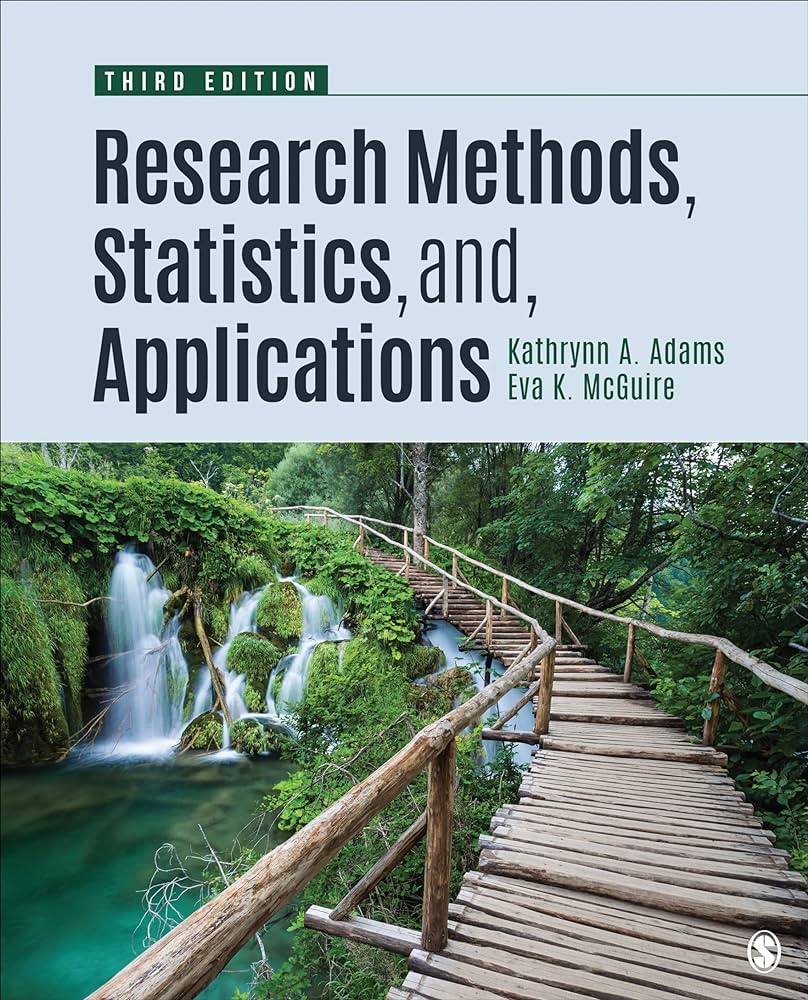 THIRD EDITION
Research Methods,
Statistics, and,
Applications
Kathrynn A. Adams
Eva K. McGuire
S